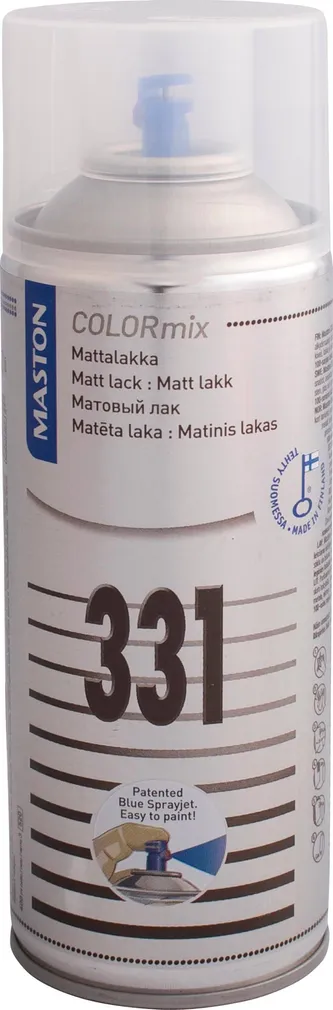 MASTON
COLORmix
Mattalakka
Matt lack : Matt lakk
Матовый лак
Matēta laka : Matinis lakas
TEHTY SUOMESSA • MADE IN FINLAND
331
Patented
Blue Sprayjet.
Easy to paint!